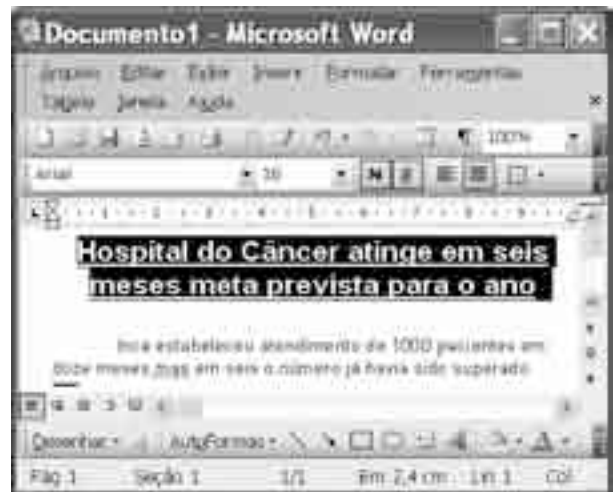 Documento1 - Microsoft Word
Arquivo Editar Exibir Inserir Formatar Ferramentas
Tabela Janela Ajuda
100%
Arial 16 N S
Hospital do Câncer atinge em seis
meses meta prevista para o ano
Inca estabeleceu atendimento de 1000 pacientes em
doze meses mas em seis o número já havia sido superado
Desenhar AutoFormas
Pág 1 Seção 1 1/1 Em 2,4 cm Lin 1 Col